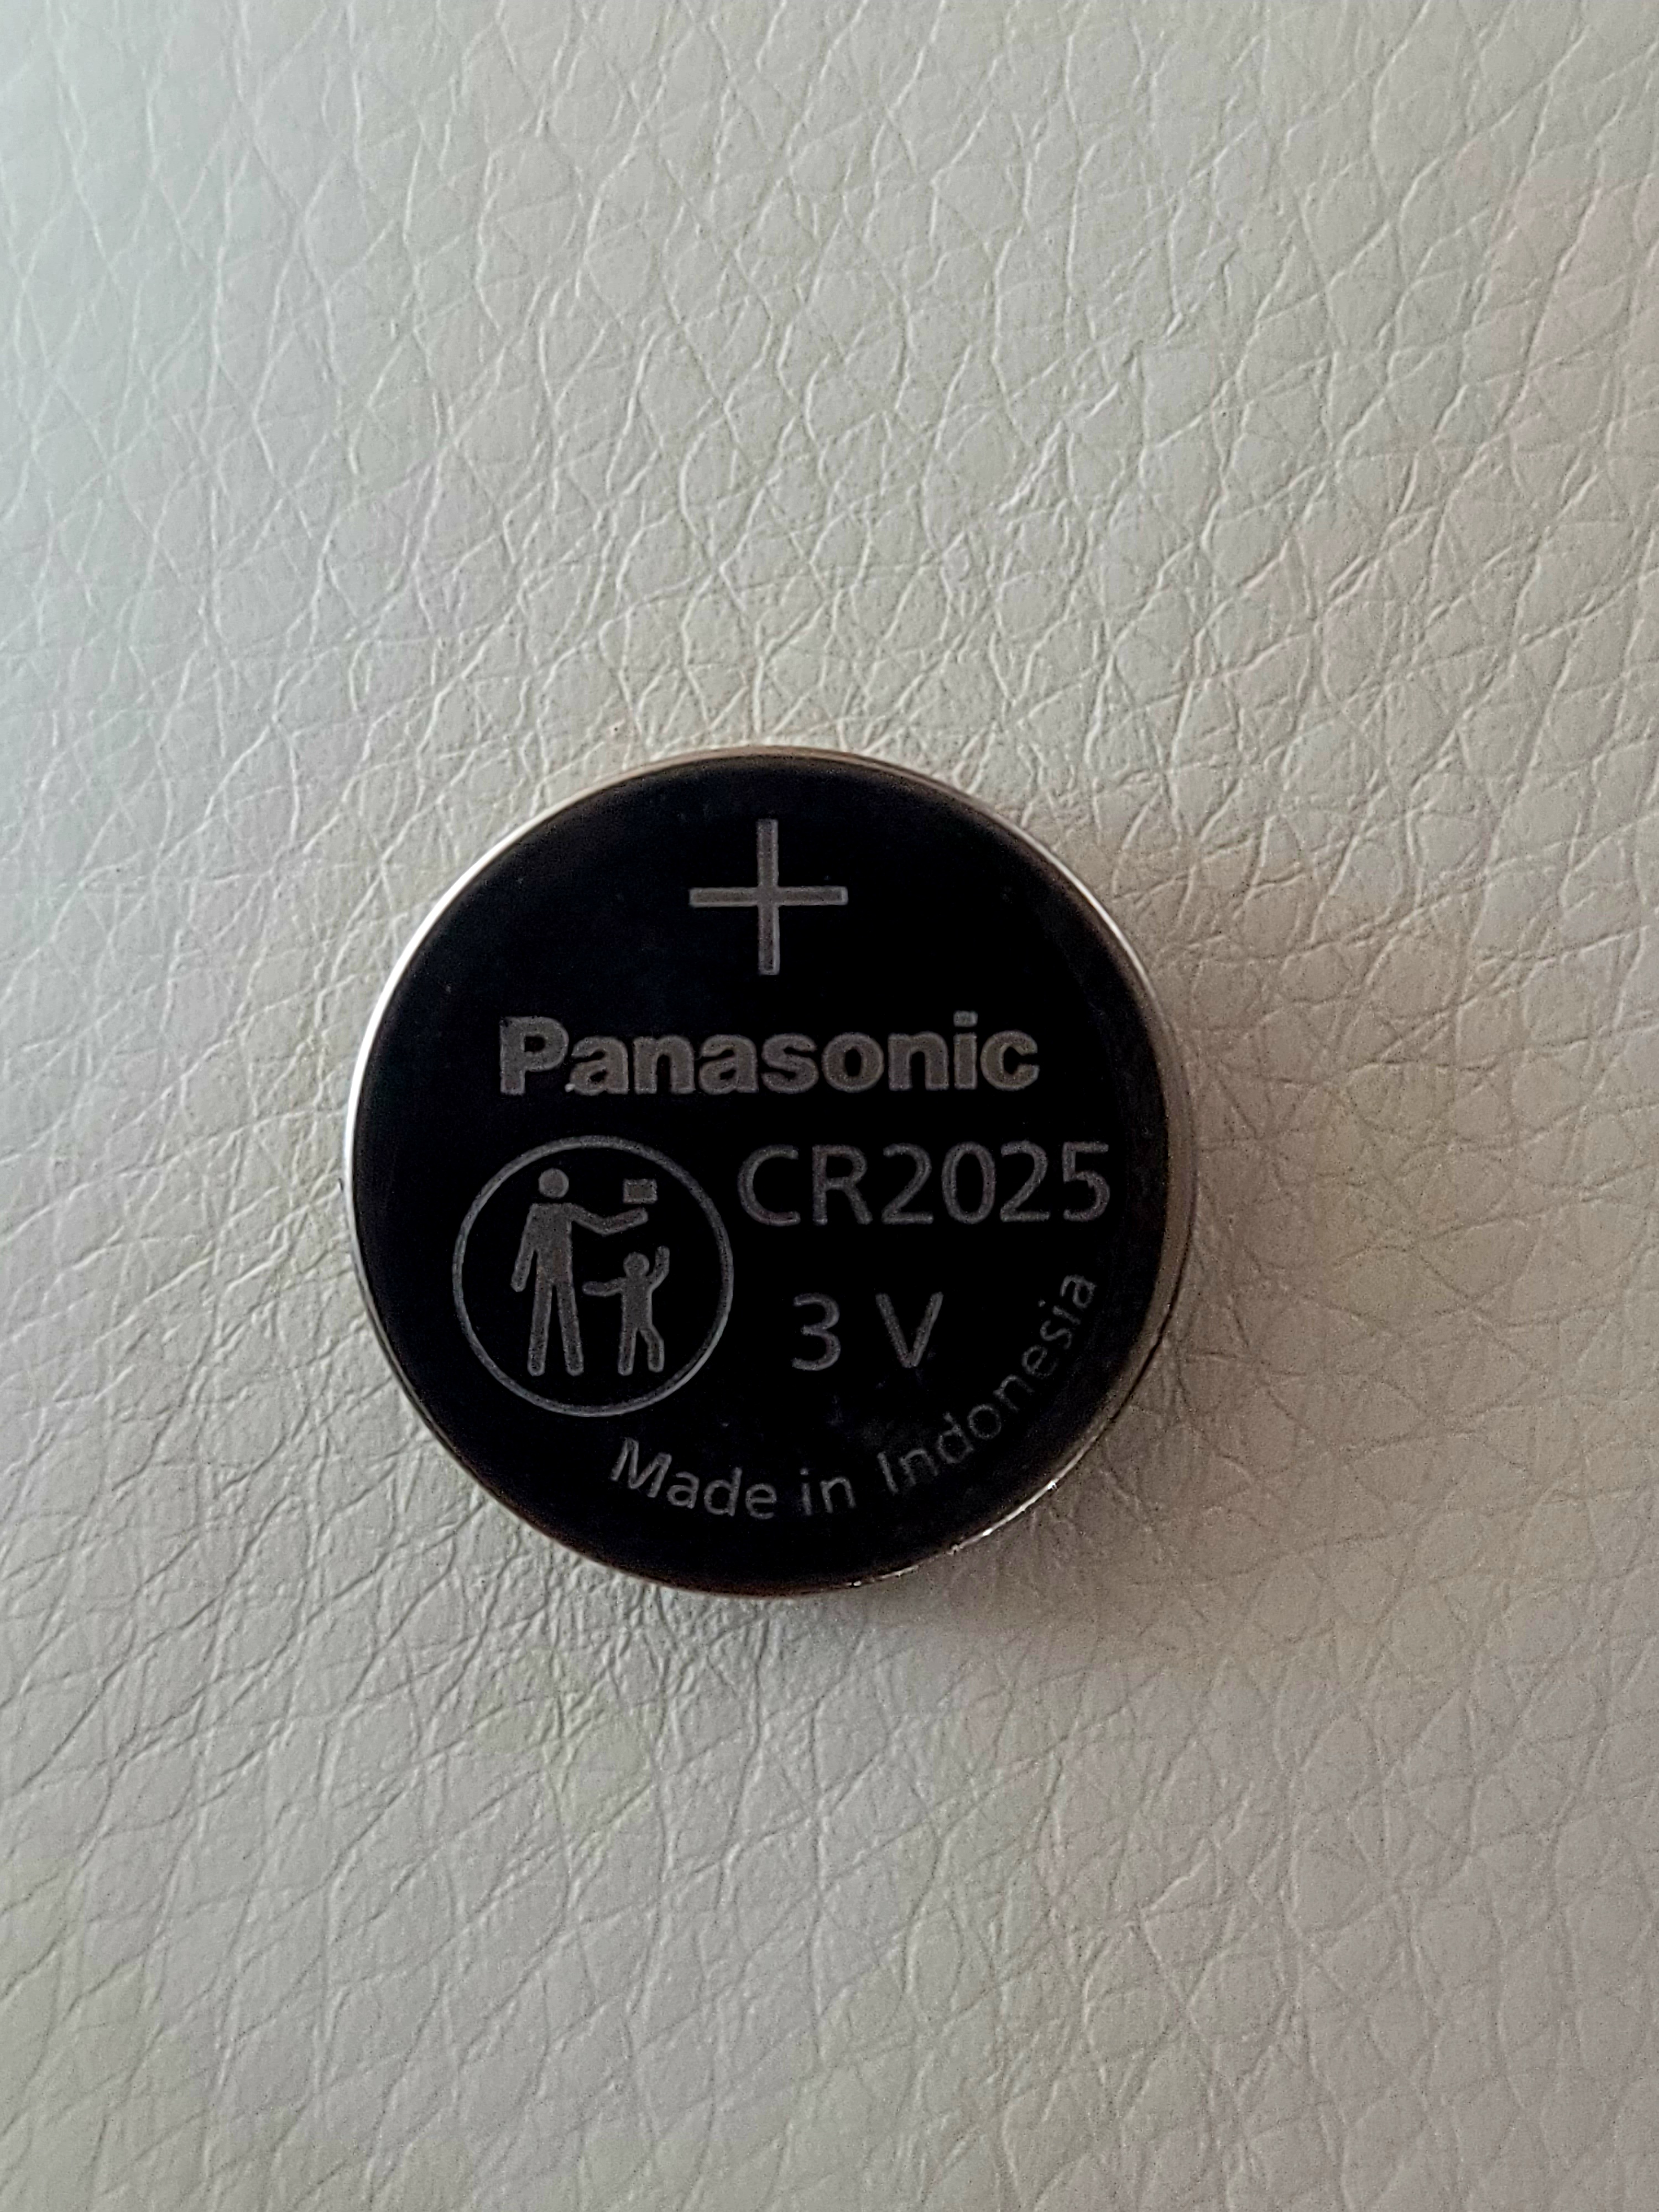 +
Panasonic
CR2025
3 V
Made in Indonesia